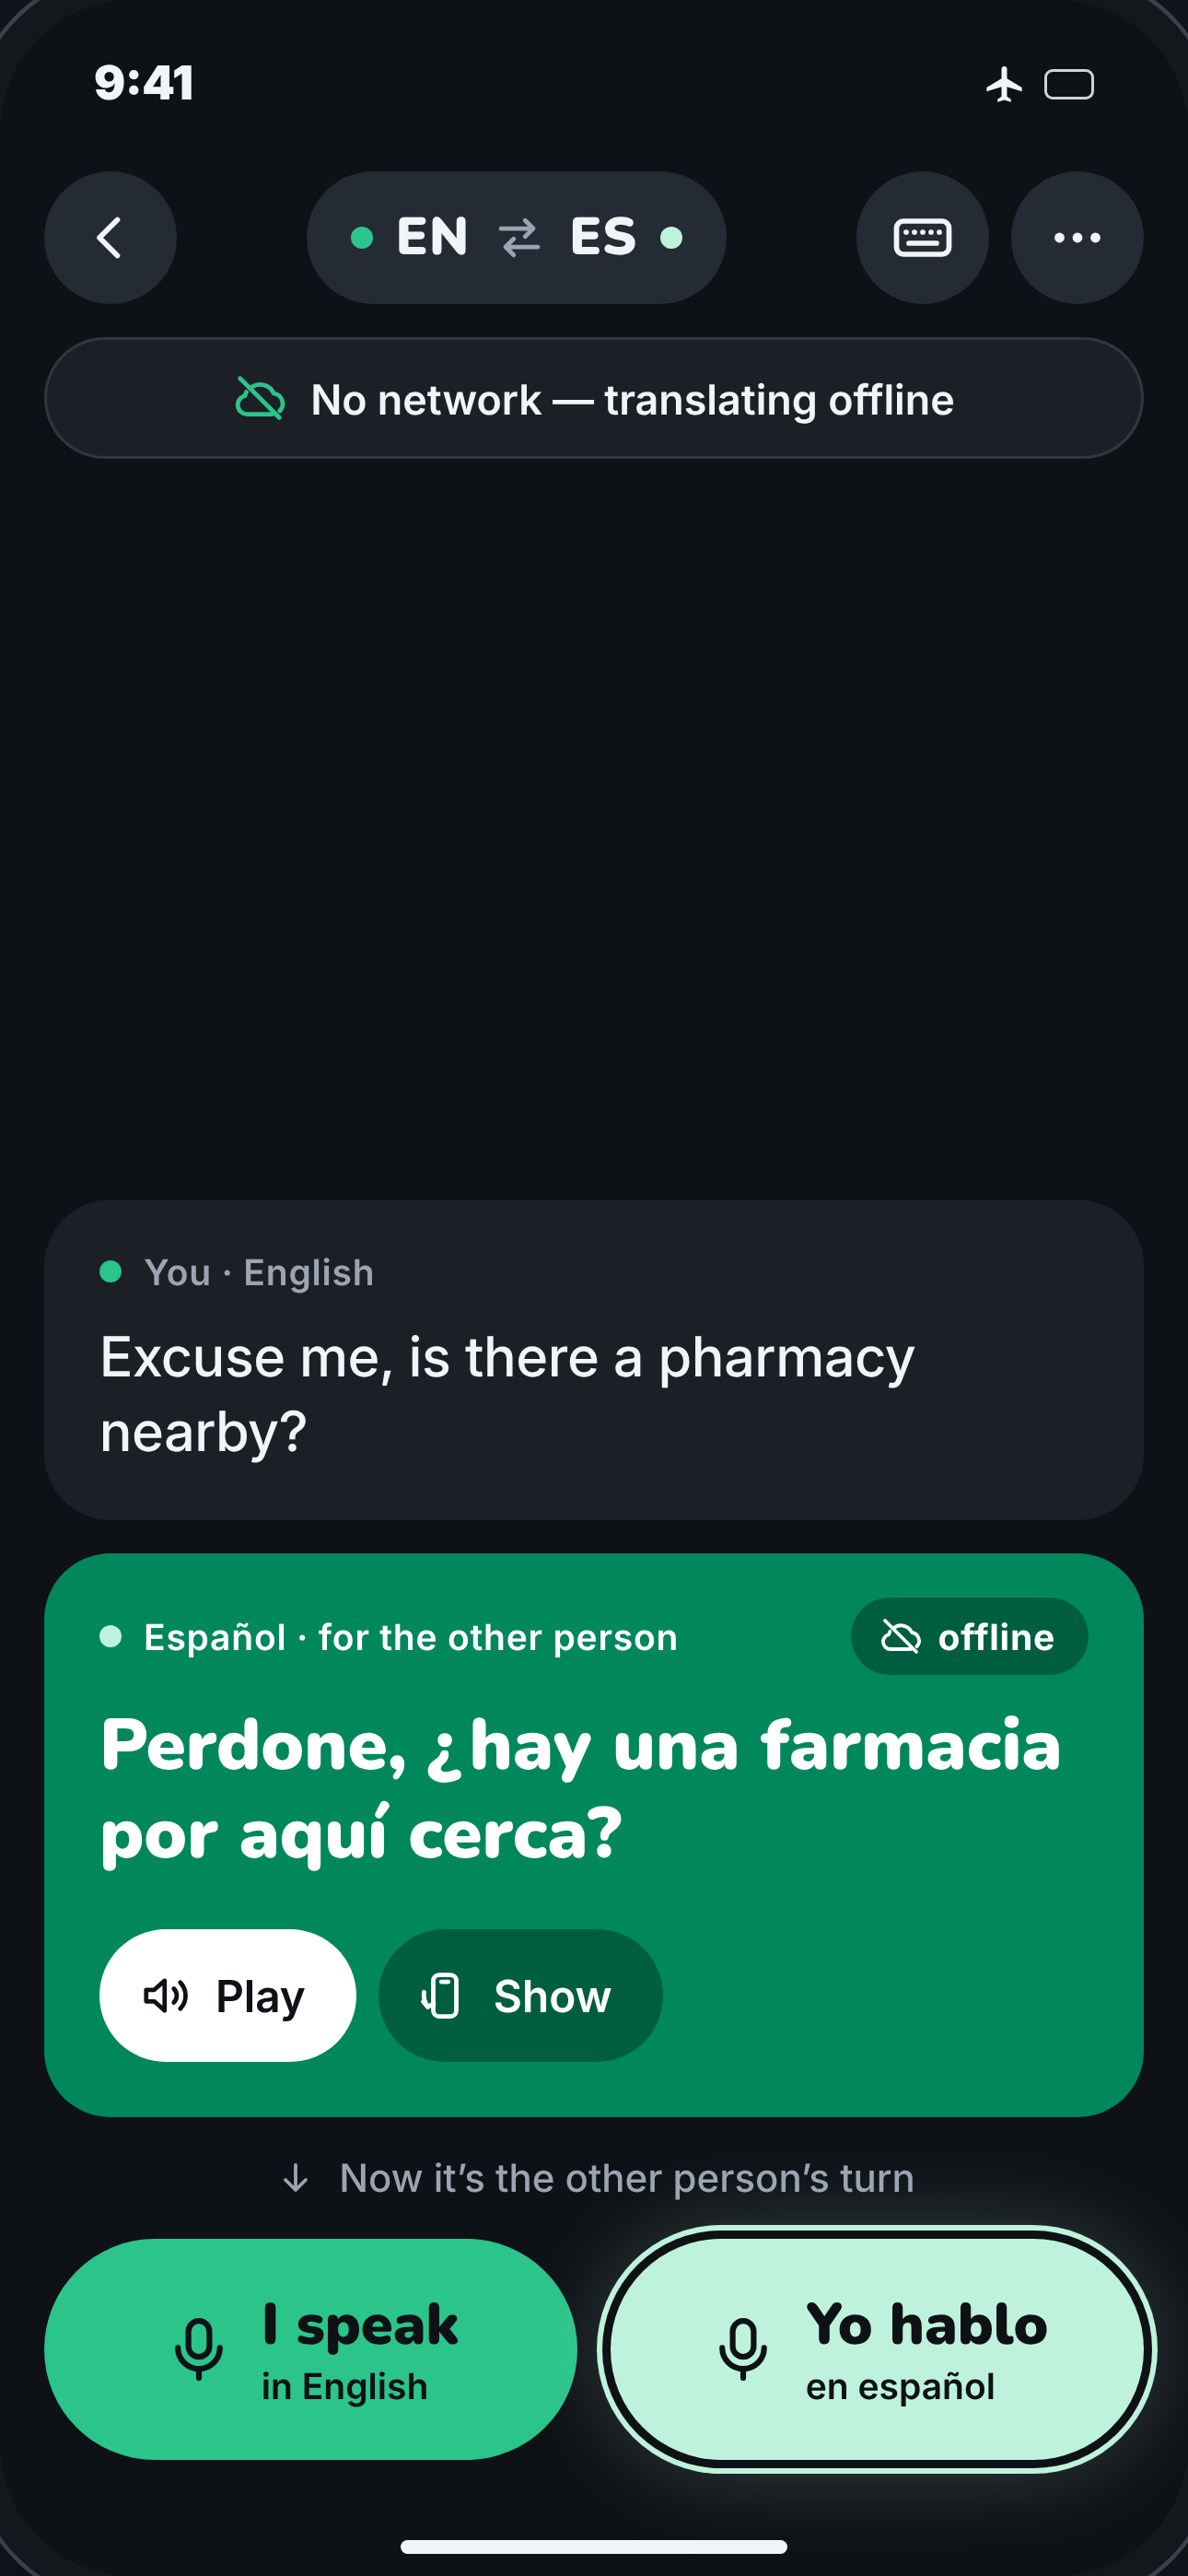 9:41
EN ES
No network — translating offline
You · English
Excuse me, is there a pharmacy
nearby?
Español · for the other person
offline
Perdone, ¿hay una farmacia
por aquí cerca?
Play
Show
Now it’s the other person’s turn
I speak
in English
Yo hablo
en español